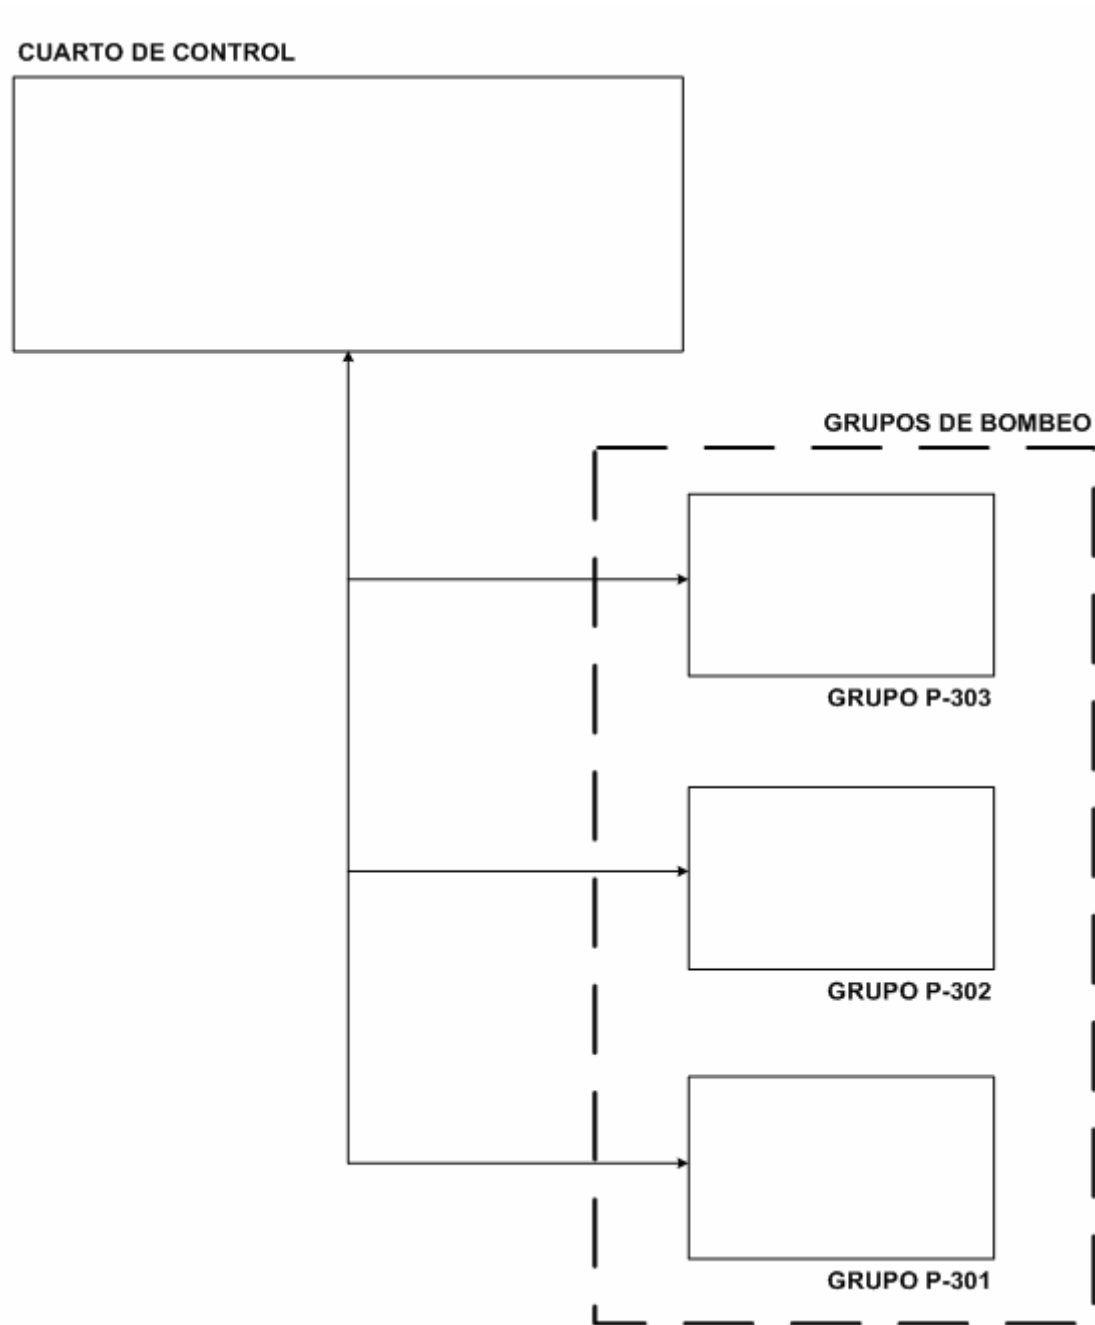 CUARTO DE CONTROL
GRUPOS DE BOMBEO
GRUPO P-303
GRUPO P-302
GRUPO P-301